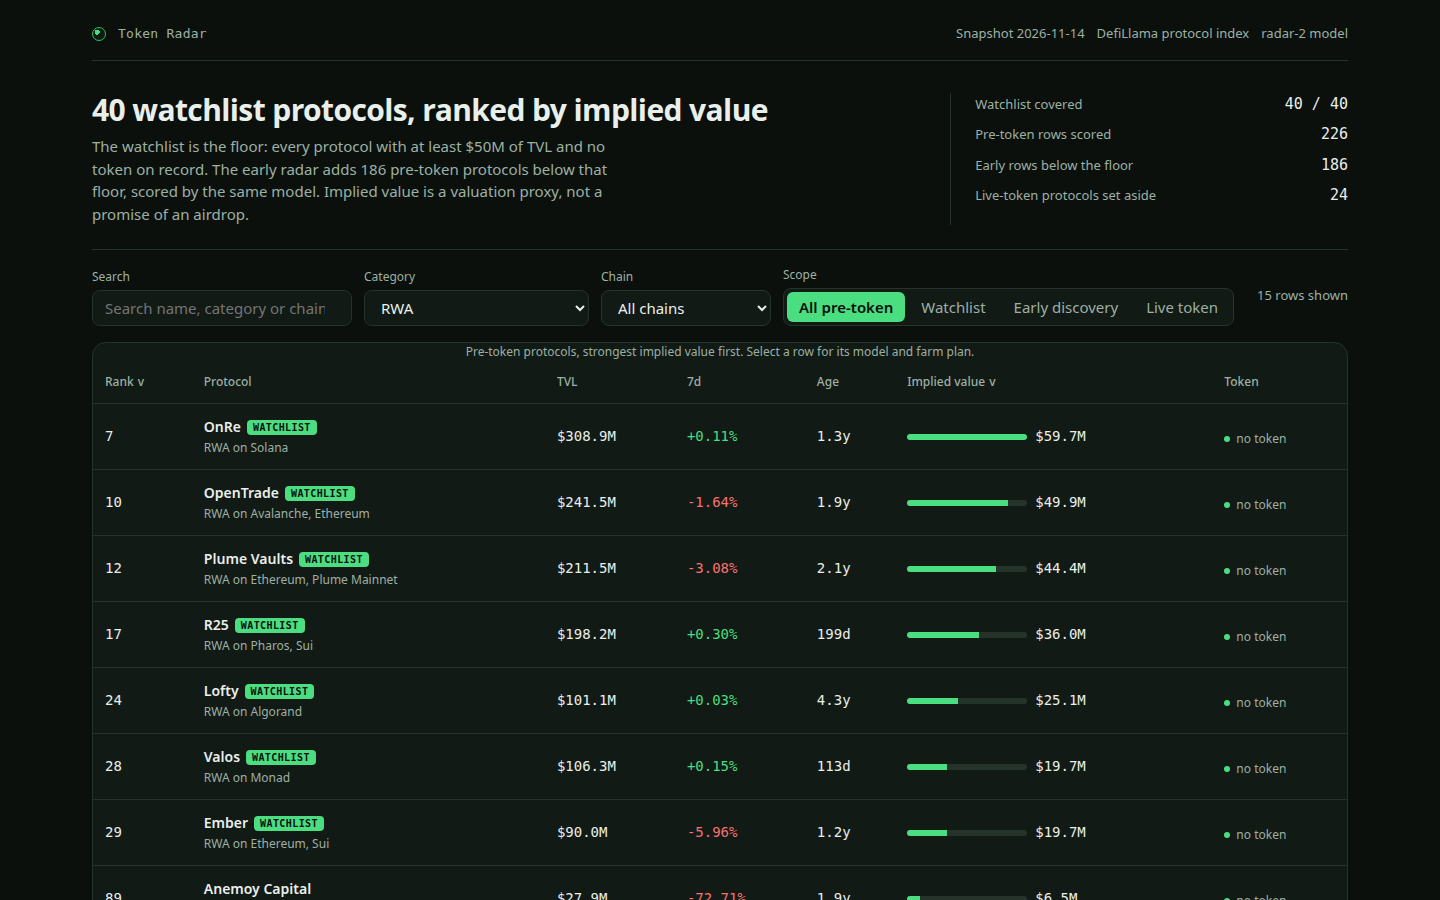 Token Radar
Snapshot 2026-11-14 DefiLlama protocol index radar-2 model
40 watchlist protocols, ranked by implied value
The watchlist is the floor: every protocol with at least $50M of TVL and no
token on record. The early radar adds 186 pre-token protocols below that
floor, scored by the same model. Implied value is a valuation proxy, not a
promise of an airdrop.
Watchlist covered 40 / 40
Pre-token rows scored 226
Early rows below the floor 186
Live-token protocols set aside 24
Search Category Chain Scope
Search name, category or chain RWA All chains All pre-token Watchlist Early discovery Live token 15 rows shown
Pre-token protocols, strongest implied value first. Select a row for its model and farm plan.
Rank v Protocol TVL 7d Age Implied value v Token
7 OnRe WATCHLIST $308.9M +0.11% 1.3y $59.7M no token
RWA on Solana
10 OpenTrade WATCHLIST $241.5M -1.64% 1.9y $49.9M no token
RWA on Avalanche, Ethereum
12 Plume Vaults WATCHLIST $211.5M -3.08% 2.1y $44.4M no token
RWA on Ethereum, Plume Mainnet
17 R25 WATCHLIST $198.2M +0.30% 199d $36.0M no token
RWA on Pharos, Sui
24 Lofty WATCHLIST $101.1M +0.03% 4.3y $25.1M no token
RWA on Algorand
28 Valos WATCHLIST $106.3M +0.15% 113d $19.7M no token
RWA on Monad
29 Ember WATCHLIST $90.0M -5.96% 1.2y $19.7M no token
RWA on Ethereum, Sui
89 Anemoy Capital $27.9M -72.71% 1.9y $6.5M no token